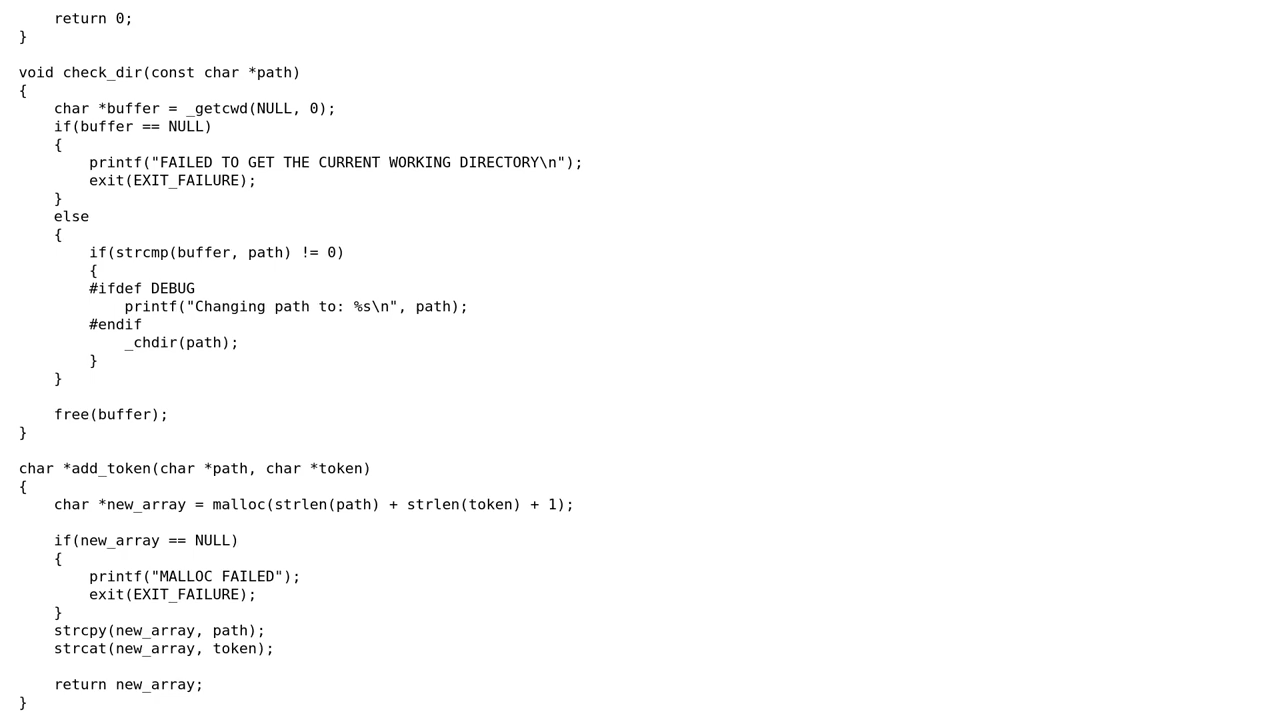 return 0;
}

void check_dir(const char *path)
{
    char *buffer = _getcwd(NULL, 0);
    if(buffer == NULL)
    {
        printf("FAILED TO GET THE CURRENT WORKING DIRECTORY\n");
        exit(EXIT_FAILURE);
    }
    else
    {
        if(strcmp(buffer, path) != 0)
        {
        #ifdef DEBUG
            printf("Changing path to: %s\n", path);
        #endif
            _chdir(path);
        }
    }

    free(buffer);
}

char *add_token(char *path, char *token)
{
    char *new_array = malloc(strlen(path) + strlen(token) + 1);

    if(new_array == NULL)
    {
        printf("MALLOC FAILED");
        exit(EXIT_FAILURE);
    }
    strcpy(new_array, path);
    strcat(new_array, token);

    return new_array;
}